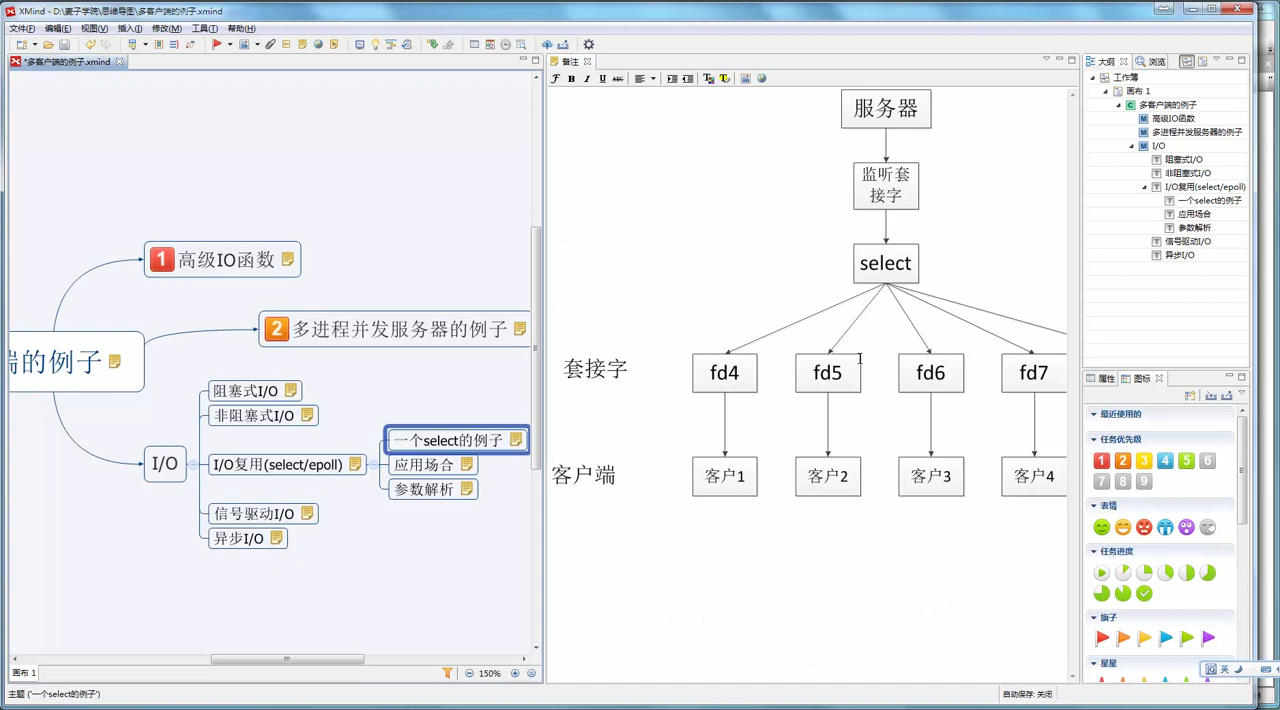 XMind - D:\麦子学院\思维导图\多客户端的例子.xmind
文件(F) 编辑(E) 视图(V) 插入(I) 修改(M) 工具(T) 帮助(H)
*多客户端的例子.xmind
1 高级IO函数
2 多进程并发服务器的例子
端的例子
阻塞式I/O
非阻塞式I/O
I/O
I/O复用(select/epoll)
一个select的例子
应用场合
参数解析
信号驱动I/O
异步I/O
画布 1
150%
主题 ('一个select的例子')
备注
B I U ABC
服务器
监听套
接字
select
套接字
fd4 fd5 fd6 fd7
客户端
客户1 客户2 客户3 客户4
自动保存: 关闭
大纲 浏览
工作簿
画布 1
多客户端的例子
高级IO函数
多进程并发服务器的例子
I/O
阻塞式I/O
非阻塞式I/O
I/O复用(select/epoll)
一个select的例子
应用场合
参数解析
信号驱动I/O
异步I/O
属性 图标
最近使用的
任务优先级
1 2 3 4 5 6
7 8 9
表情
任务进度
旗子
星星
英